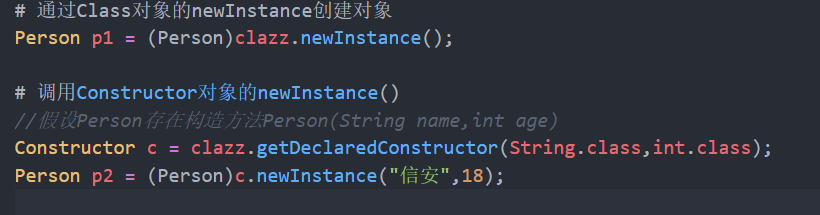 # 通过Class对象的newInstance创建对象
Person p1 = (Person)clazz.newInstance();
# 调用Constructor对象的newInstance()
//假设Person存在构造方法Person(String name,int age)
Constructor c = clazz.getDeclaredConstructor(String.class,int.class);
Person p2 = (Person)c.newInstance("信安",18);